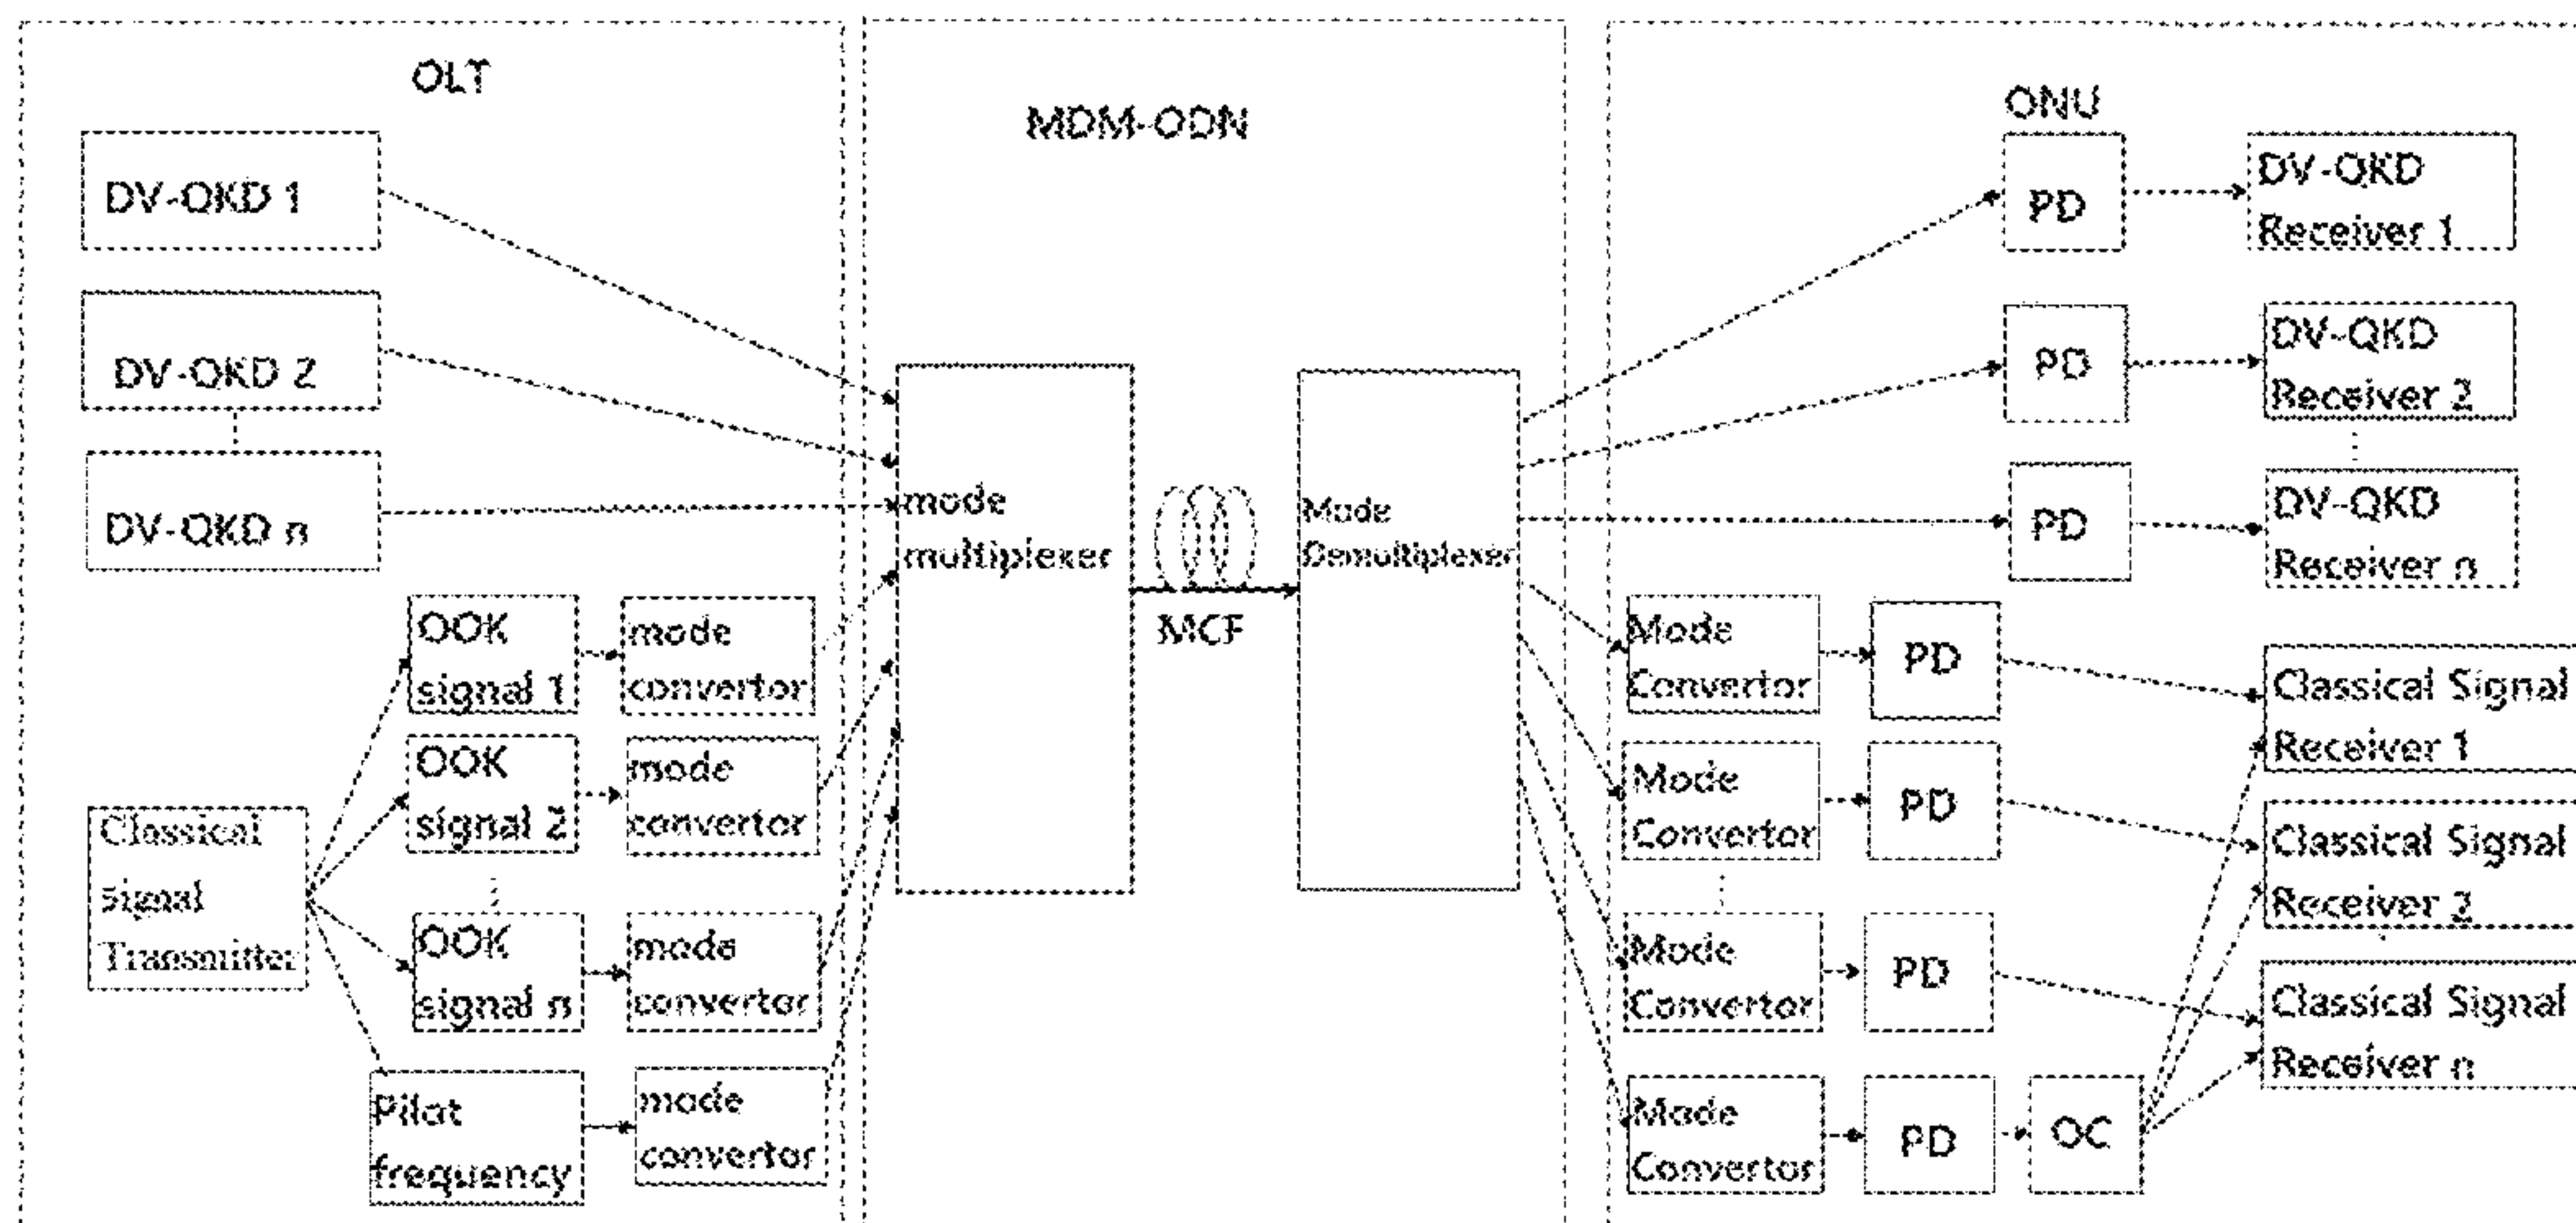 OLT
DV-QKD 1
DV-QKD 2
DV-QKD n
OOK
signal 1
mode
convertor
OOK
signal 2
mode
convertor
Classical
signal
Transmitter
OOK
signal n
mode
convertor
Pilot
frequency
mode
convertor
MDM-ODN
mode
multiplexer
MCF
Mode
Demultiplexer
ONU
PD
DV-QKD
Receiver 1
PD
DV-QKD
Receiver 2
PD
DV-QKD
Receiver n
Mode
Convertor
PD
Classical Signal
Receiver 1
Mode
Convertor
PD
Classical Signal
Receiver 2
Mode
Convertor
PD
Classical Signal
Receiver n
Mode
Convertor
PD
OC